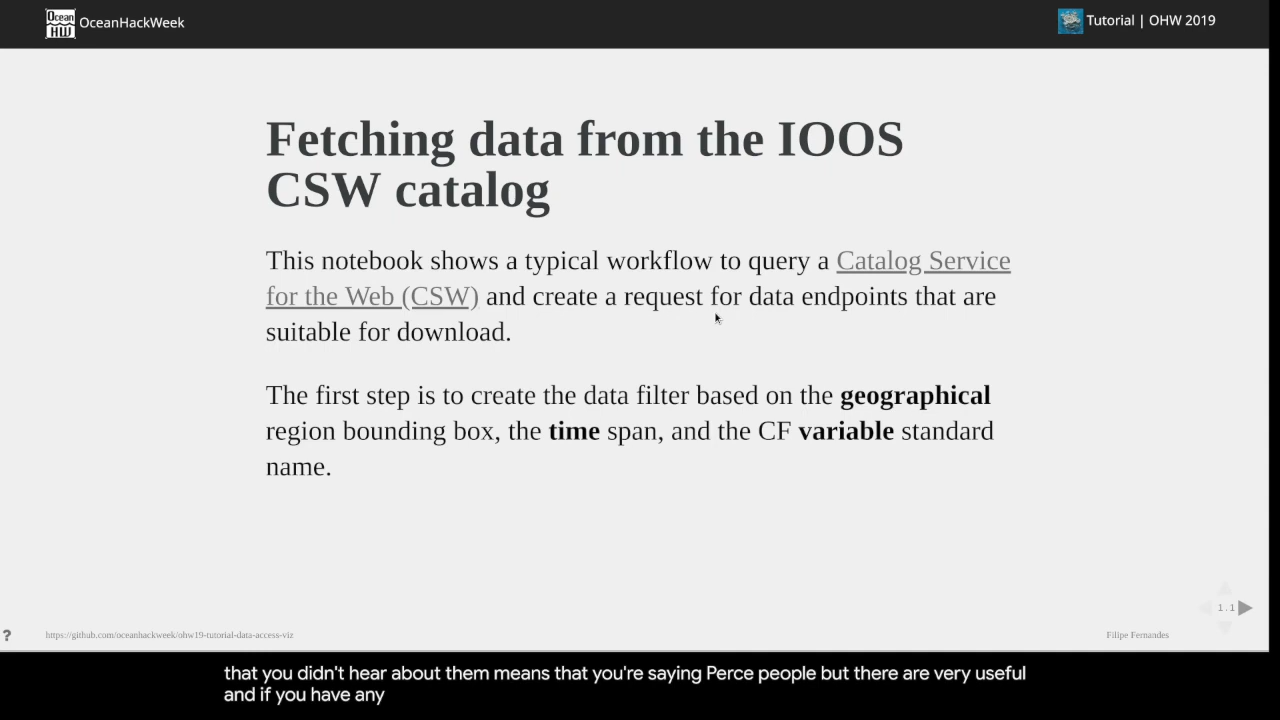 Ocean
HW
OceanHackWeek
Tutorial | OHW 2019
Fetching data from the IOOS
CSW catalog
This notebook shows a typical workflow to query a Catalog Service
for the Web (CSW) and create a request for data endpoints that are
suitable for download.
The first step is to create the data filter based on the geographical
region bounding box, the time span, and the CF variable standard
name.
1.1
?
https://github.com/oceanhackweek/ohw19-tutorial-data-access-viz
Filipe Fernandes
that you didn't hear about them means that you're saying Perce people but there are very useful
and if you have any